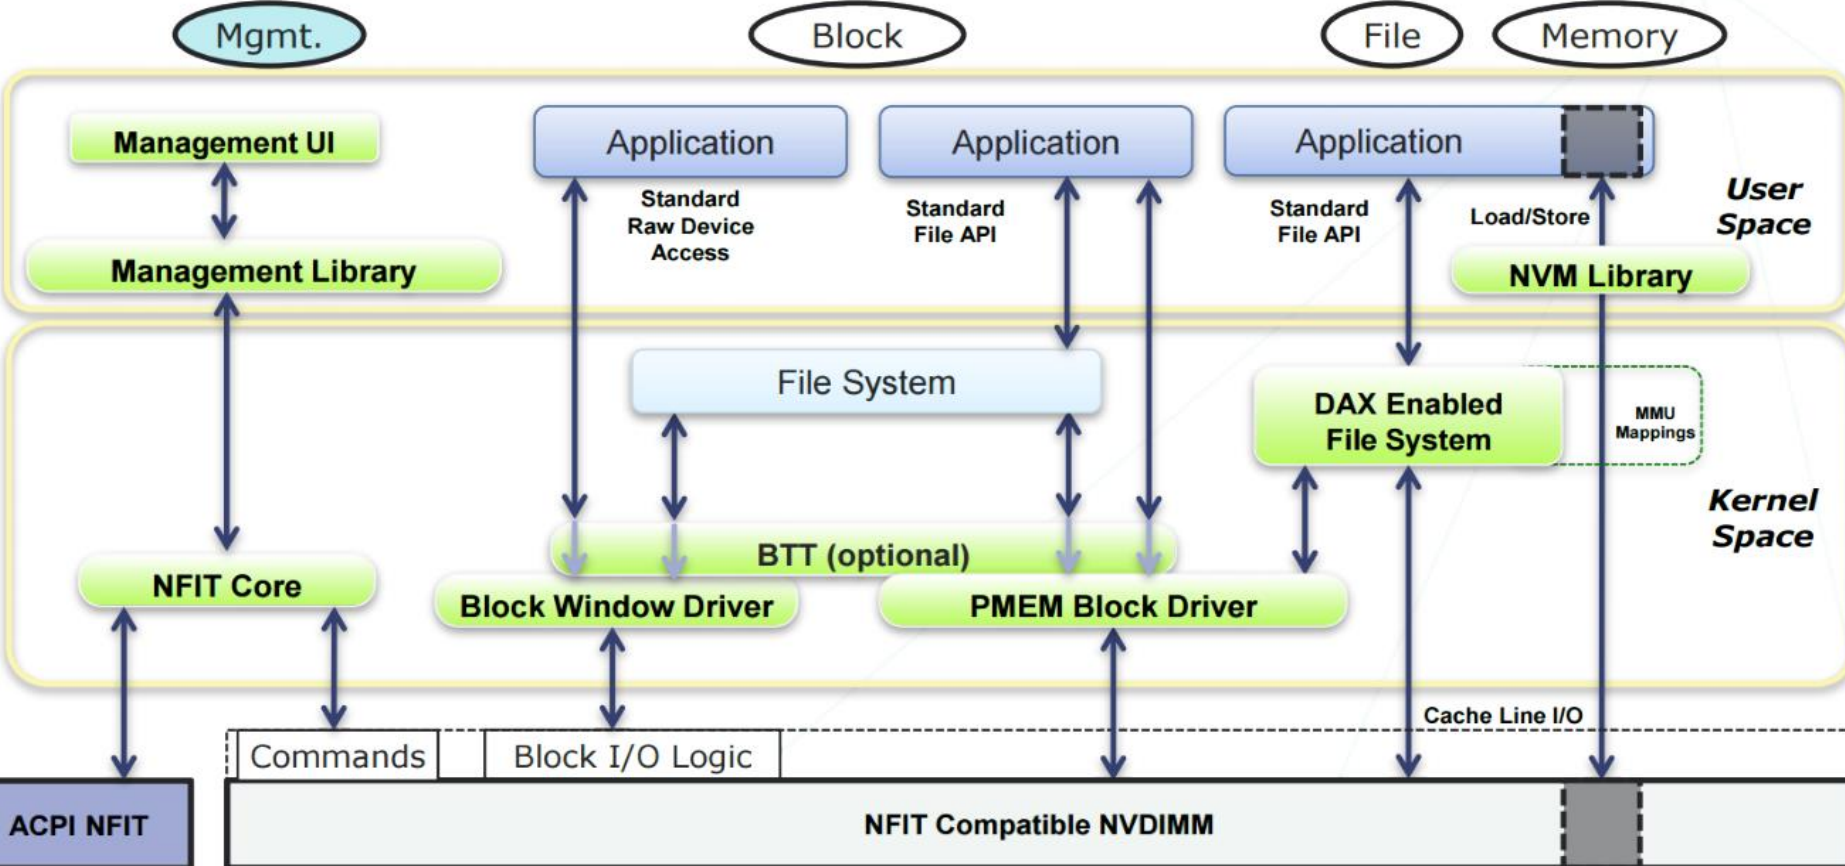 Mgmt.
Block
File
Memory
Management UI
Application
Application
Application
Standard
Raw Device
Access
Standard
File API
Standard
File API
Load/Store
User
Space
Management Library
NVM Library
File System
DAX Enabled
File System
MMU
Mappings
Kernel
Space
BTT (optional)
NFIT Core
Block Window Driver
PMEM Block Driver
Cache Line I/O
Commands
Block I/O Logic
ACPI NFIT
NFIT Compatible NVDIMM